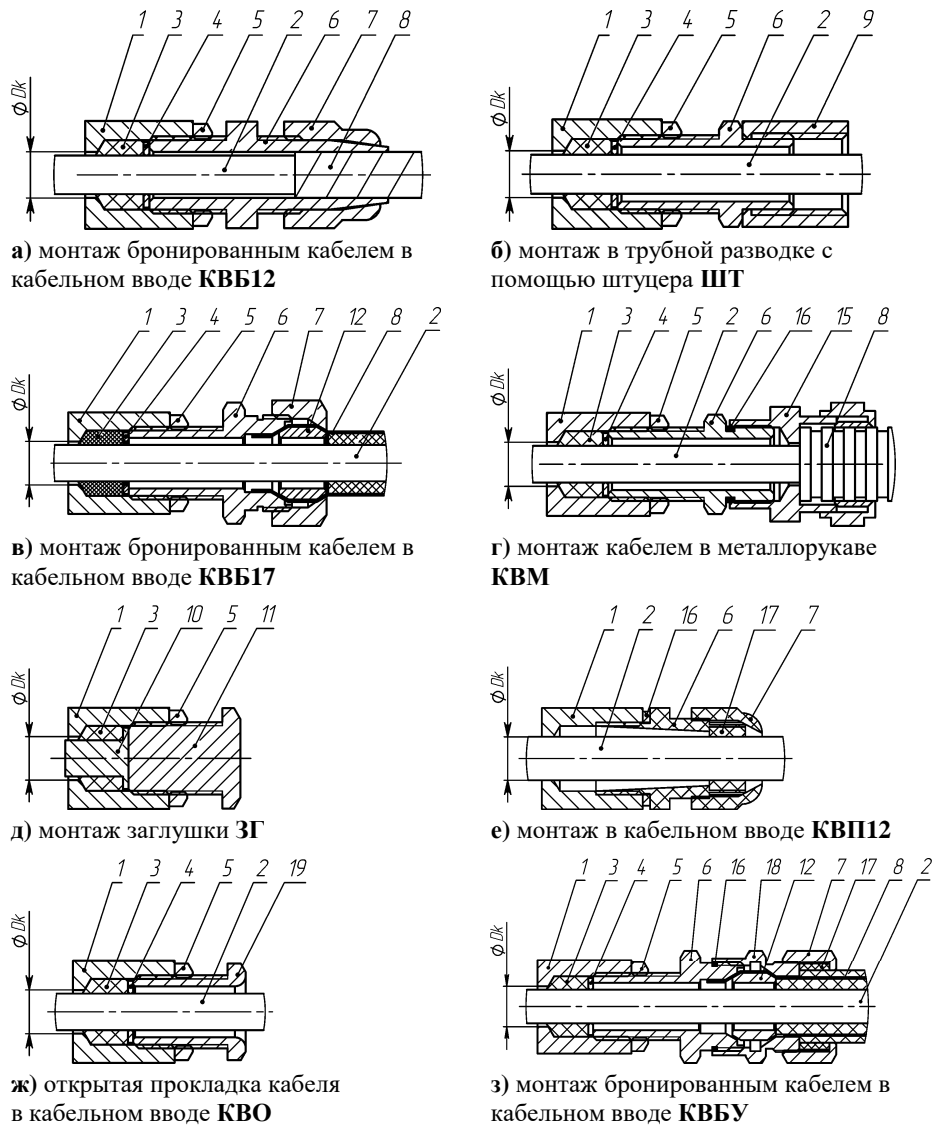 1 3 4 5 2 6 7 8
⌀ Dk
а) монтаж бронированным кабелем в
кабельном вводе КВБ12
1 3 4 5 6 2 9
⌀ Dk
б) монтаж в трубной разводке с
помощью штуцера ШТ
1 3 4 5 6 7 12 8 2
⌀ Dk
в) монтаж бронированным кабелем в
кабельном вводе КВБ17
1 3 4 5 2 6 16 15 8
⌀ Dk
г) монтаж кабелем в металлорукаве
КВМ
1 3 10 5 11
⌀ Dk
д) монтаж заглушки ЗГ
1 2 16 6 17 7
⌀ Dk
е) монтаж в кабельном вводе КВП12
1 3 4 5 2 19
⌀ Dk
ж) открытая прокладка кабеля
в кабельном вводе КВО
1 3 4 5 6 16 18 12 7 17 8 2
⌀ Dk
з) монтаж бронированным кабелем в
кабельном вводе КВБУ